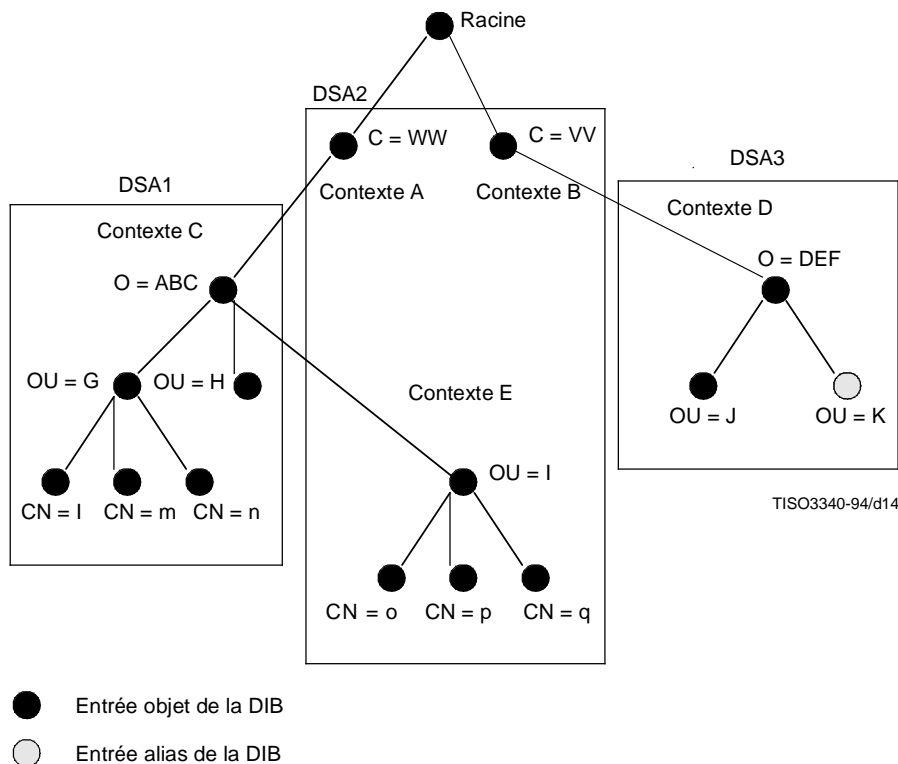 Racine
DSA2
C = WW
C = VV
DSA3
DSA1
Contexte A
Contexte B
Contexte D
Contexte C
O = DEF
O = ABC
OU = G
OU = H
Contexte E
OU = J
OU = K
OU = I
CN = l
CN = m
CN = n
TISO3340-94/d14
CN = o
CN = p
CN = q
Entrée objet de la DIB
Entrée alias de la DIB